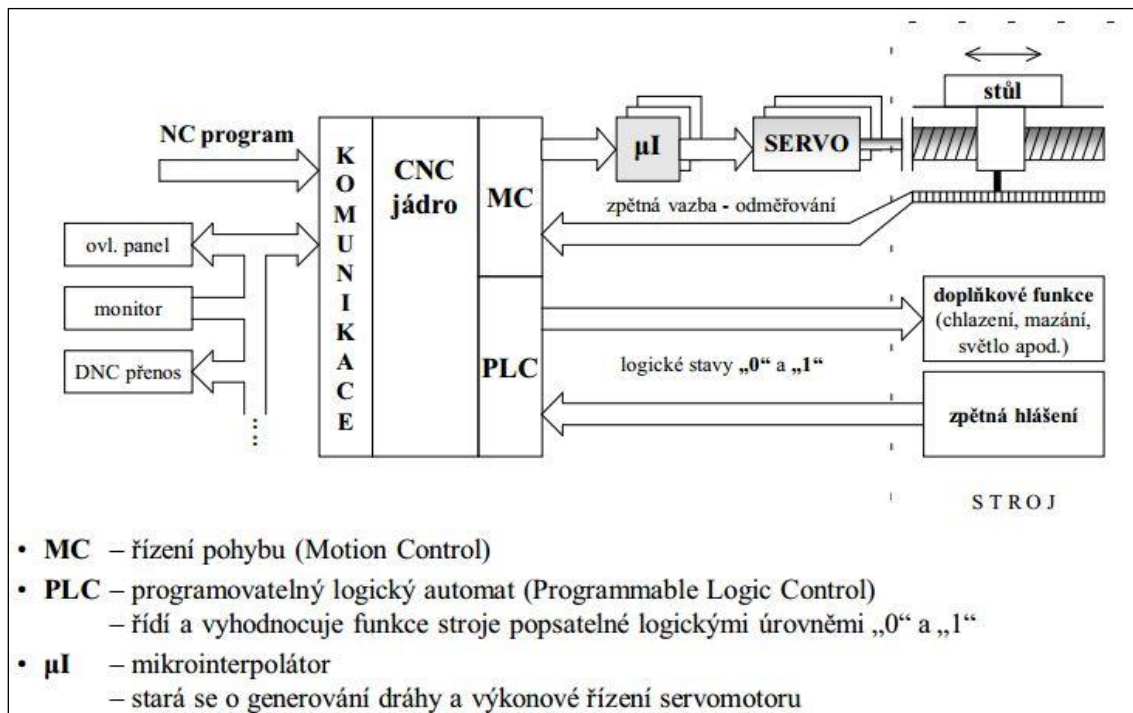 stůl
NC program
KOMUNIKACE
CNC
jádro
MC
µI
SERVO
zpětná vazba - odměřování
ovl. panel
monitor
DNC přenos
PLC
logické stavy „0“ a „1“
doplňkové funkce
(chlazení, mazání,
světlo apod.)
zpětná hlášení
STROJ
• MC – řízení pohybu (Motion Control)
• PLC – programovatelný logický automat (Programmable Logic Control)
– řídí a vyhodnocuje funkce stroje popsatelné logickými úrovněmi „0“ a „1“
• µI – mikrointerpolátor
– stará se o generování dráhy a výkonové řízení servomotoru